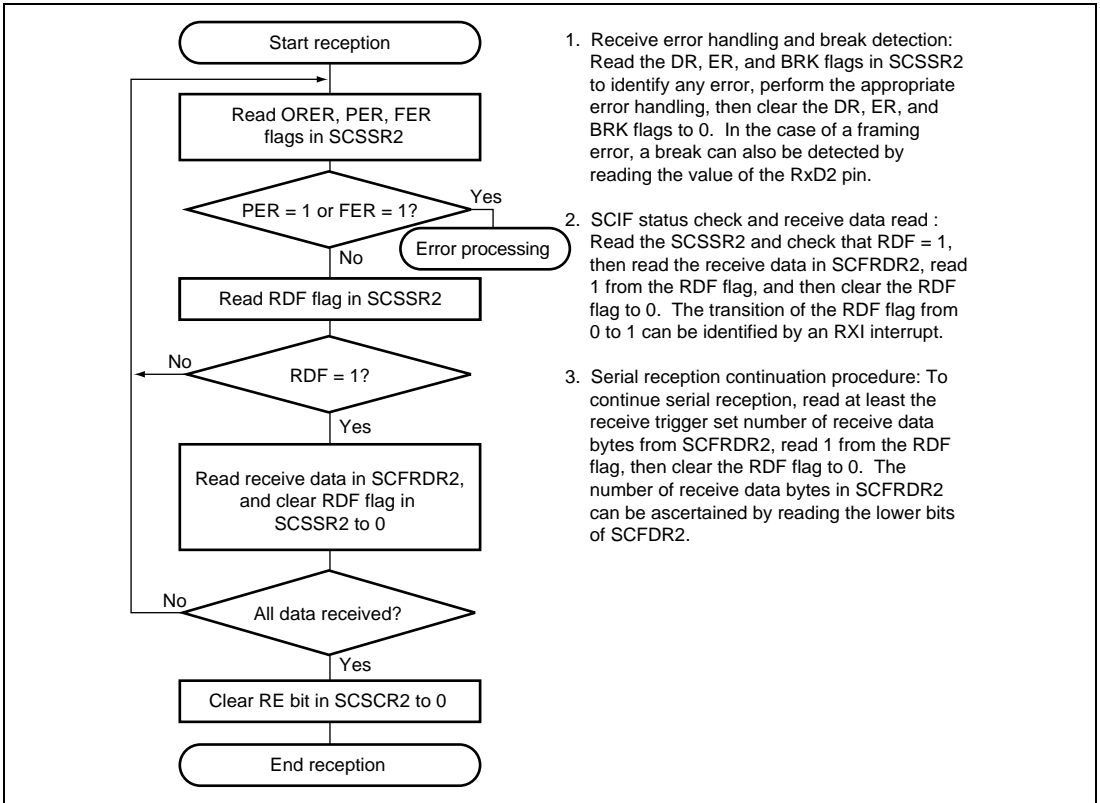 Start reception
Read ORER, PER, FER
flags in SCSSR2
PER = 1 or FER = 1?
Yes
Error processing
No
Read RDF flag in SCSSR2
No
RDF = 1?
Yes
Read receive data in SCFRDR2,
and clear RDF flag in
SCSSR2 to 0
No
All data received?
Yes
Clear RE bit in SCSCR2 to 0
End reception
1. Receive error handling and break detection:
Read the DR, ER, and BRK flags in SCSSR2
to identify any error, perform the appropriate
error handling, then clear the DR, ER, and
BRK flags to 0. In the case of a framing
error, a break can also be detected by
reading the value of the RxD2 pin.
2. SCIF status check and receive data read :
Read the SCSSR2 and check that RDF = 1,
then read the receive data in SCFRDR2, read
1 from the RDF flag, and then clear the RDF
flag to 0. The transition of the RDF flag from
0 to 1 can be identified by an RXI interrupt.
3. Serial reception continuation procedure: To
continue serial reception, read at least the
receive trigger set number of receive data
bytes from SCFRDR2, read 1 from the RDF
flag, then clear the RDF flag to 0. The
number of receive data bytes in SCFRDR2
can be ascertained by reading the lower bits
of SCFDR2.